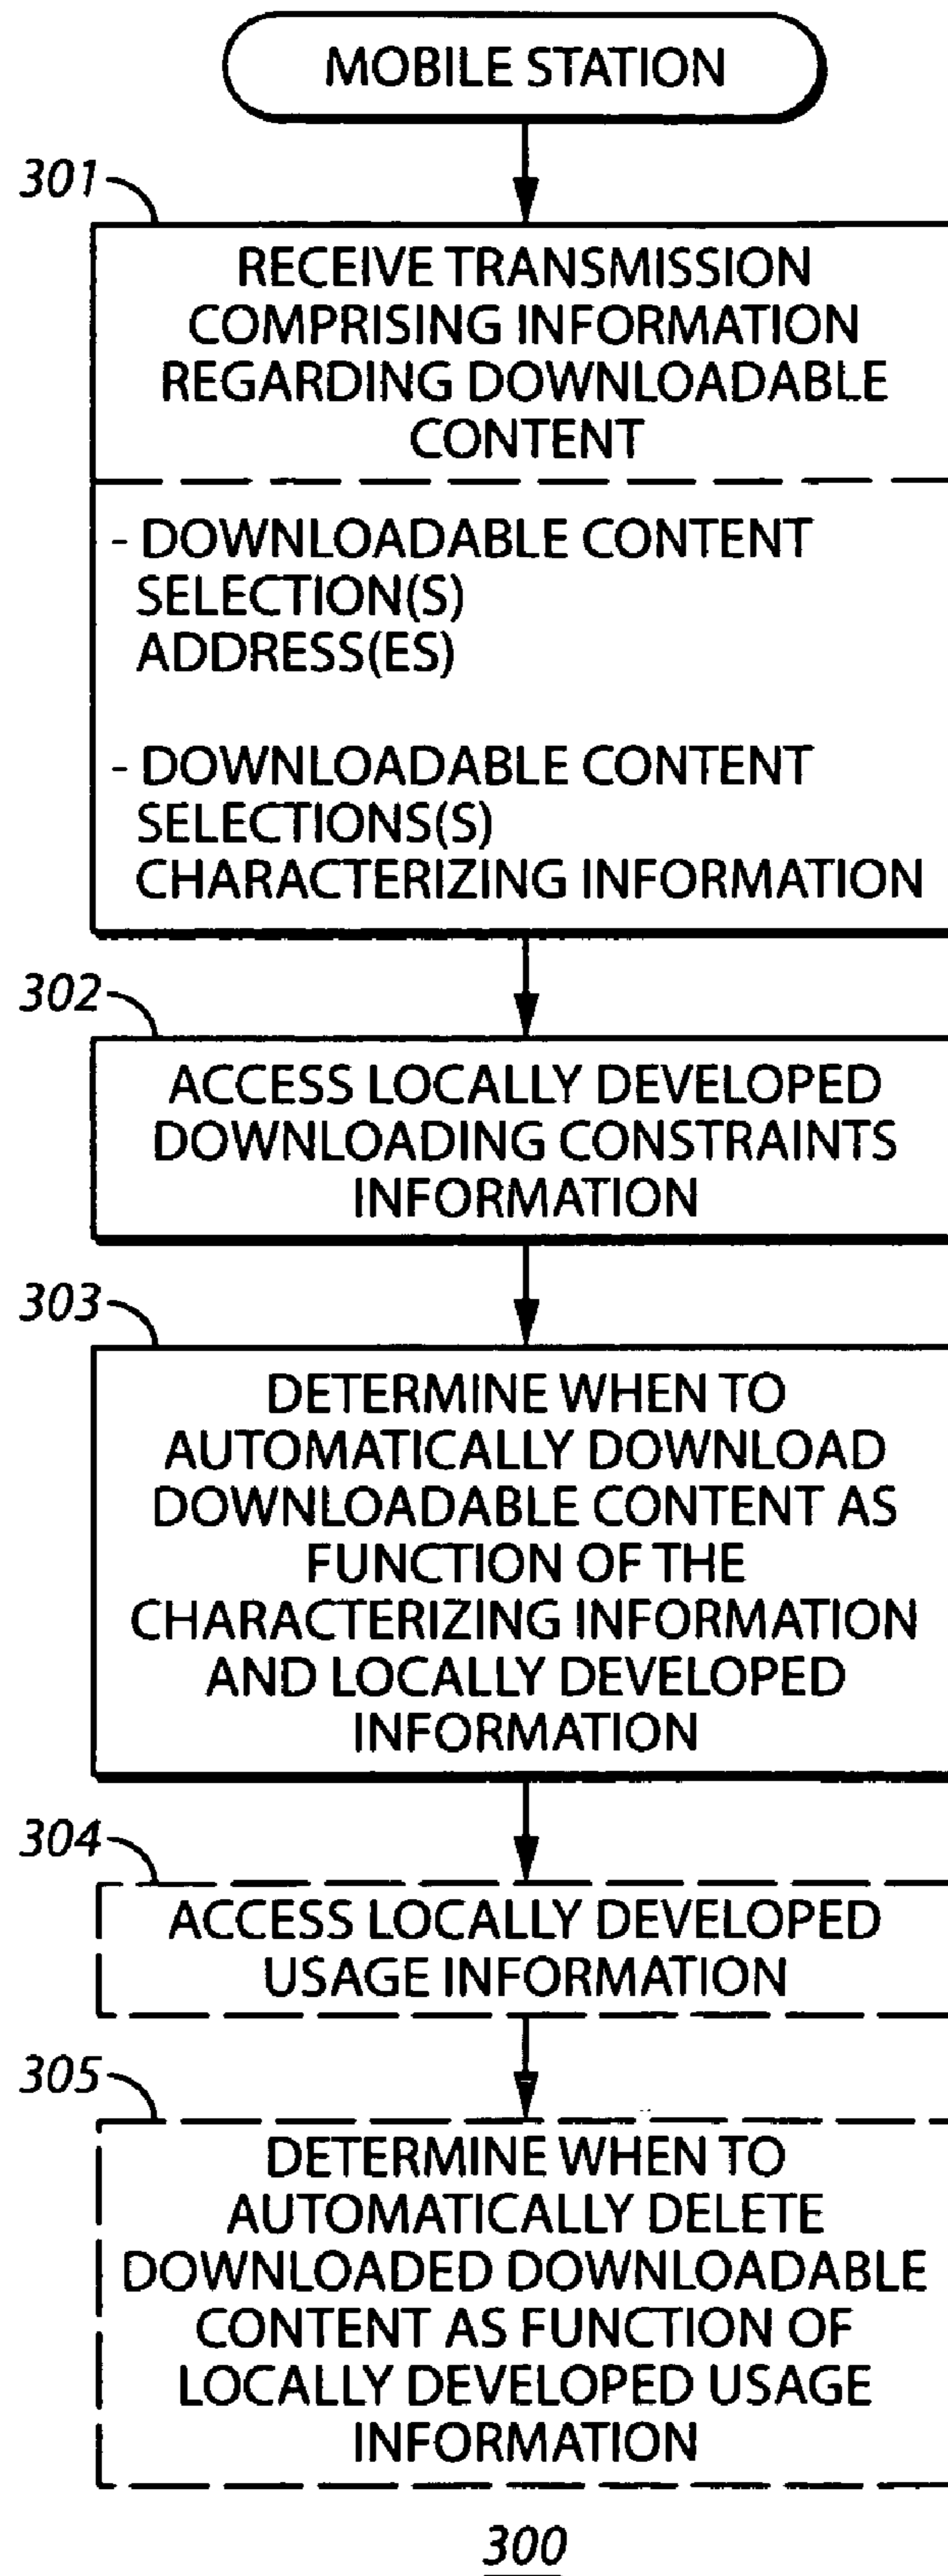 MOBILE STATION
301
RECEIVE TRANSMISSION
COMPRISING INFORMATION
REGARDING DOWNLOADABLE
CONTENT
- DOWNLOADABLE CONTENT
SELECTION(S)
ADDRESS(ES)
- DOWNLOADABLE CONTENT
SELECTIONS(S)
CHARACTERIZING INFORMATION
302
ACCESS LOCALLY DEVELOPED
DOWNLOADING CONSTRAINTS
INFORMATION
303
DETERMINE WHEN TO
AUTOMATICALLY DOWNLOAD
DOWNLOADABLE CONTENT AS
FUNCTION OF THE
CHARACTERIZING INFORMATION
AND LOCALLY DEVELOPED
INFORMATION
304
ACCESS LOCALLY DEVELOPED
USAGE INFORMATION
305
DETERMINE WHEN TO
AUTOMATICALLY DELETE
DOWNLOADED DOWNLOADABLE
CONTENT AS FUNCTION OF
LOCALLY DEVELOPED USAGE
INFORMATION
300